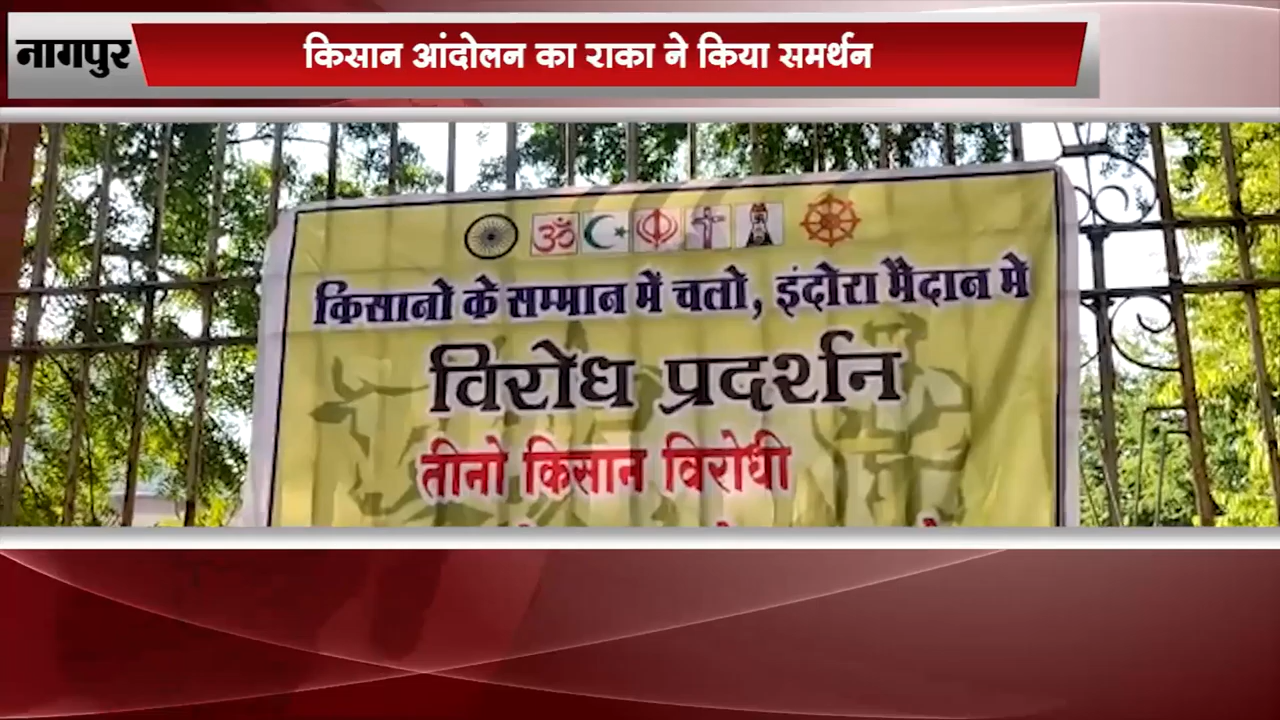 नागपुर
किसान आंदोलन का राका ने किया समर्थन
किसानो के सम्मान में चलो, इंदोरा मैदान मे
विरोध प्रदर्शन
तीनो किसान विरोधी